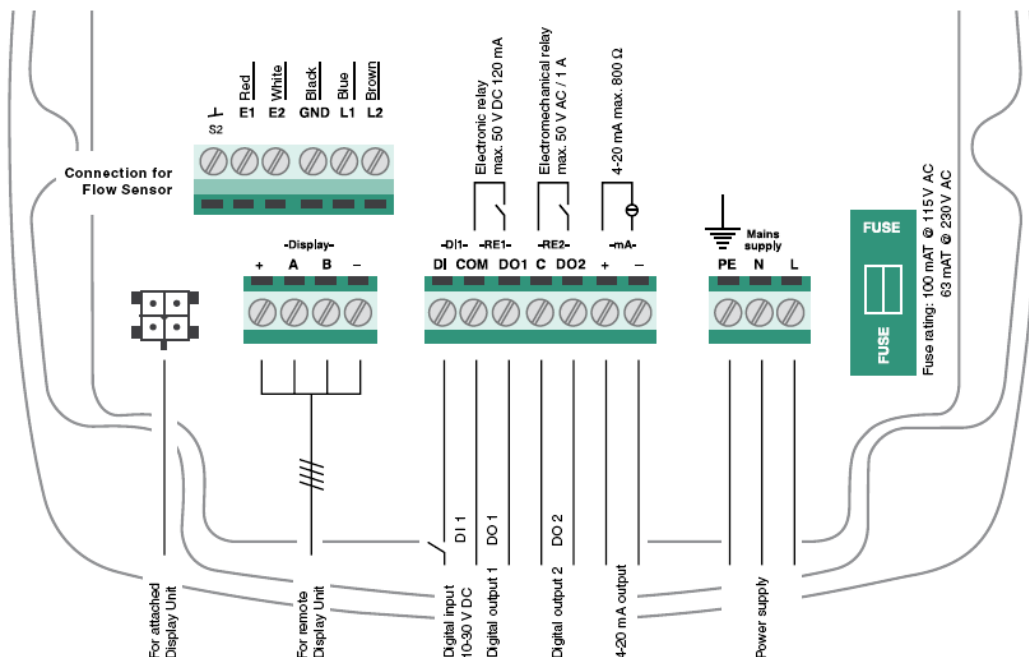 Red
White
Black
Blue
Brown
S2
E1
E2
GND
L1
L2
Connection for
Flow Sensor
Electronic relay
max. 50 V DC 120 mA
Electromechanical relay
max. 50 V AC / 1 A
4-20 mA max. 800 Ω
-Display-
+ A B −
-DI1- -RE1- -RE2- -mA-
DI COM DO1 C DO2 + −
Mains
supply
PE N L
FUSE
FUSE
Fuse rating: 100 mAT @ 115 V AC
63 mAT @ 230 V AC
DI 1
DO 1
DO 2
For attached
Display Unit
For remote
Display Unit
Digital input
10-30 V DC
Digital output 1
Digital output 2
4-20 mA output
Power supply